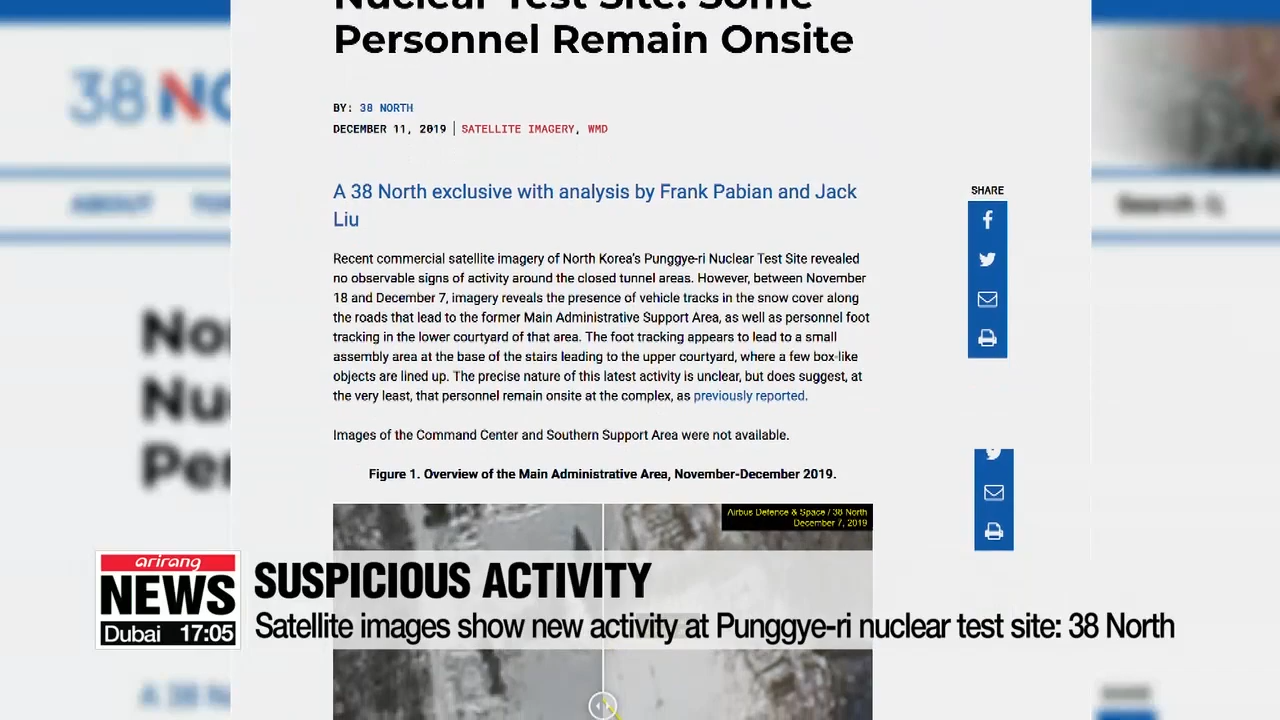 Nuclear Test Site: Some
Personnel Remain Onsite
38 NO
BY: 38 NORTH
DECEMBER 11, 2019 | SATELLITE IMAGERY, WMD
A 38 North exclusive with analysis by Frank Pabian and Jack
Liu
SHARE
ABOUT
Search
Recent commercial satellite imagery of North Korea's Punggye-ri Nuclear Test Site revealed
no observable signs of activity around the closed tunnel areas. However, between November
18 and December 7, imagery reveals the presence of vehicle tracks in the snow cover along
the roads that lead to the former Main Administrative Support Area, as well as personnel foot
tracking in the lower courtyard of that area. The foot tracking appears to lead to a small
assembly area at the base of the stairs leading to the upper courtyard, where a few box-like
objects are lined up. The precise nature of this latest activity is unclear, but does suggest, at
the very least, that personnel remain onsite at the complex, as previously reported.
Nor
Nu
Per
Images of the Command Center and Southern Support Area were not available.
Figure 1. Overview of the Main Administrative Area, November-December 2019.
Airbus Defence & Space / 38 North
December 7, 2019
arirang
NEWS
Dubai 17:05
SUSPICIOUS ACTIVITY
Satellite images show new activity at Punggye-ri nuclear test site: 38 North
A 38 N